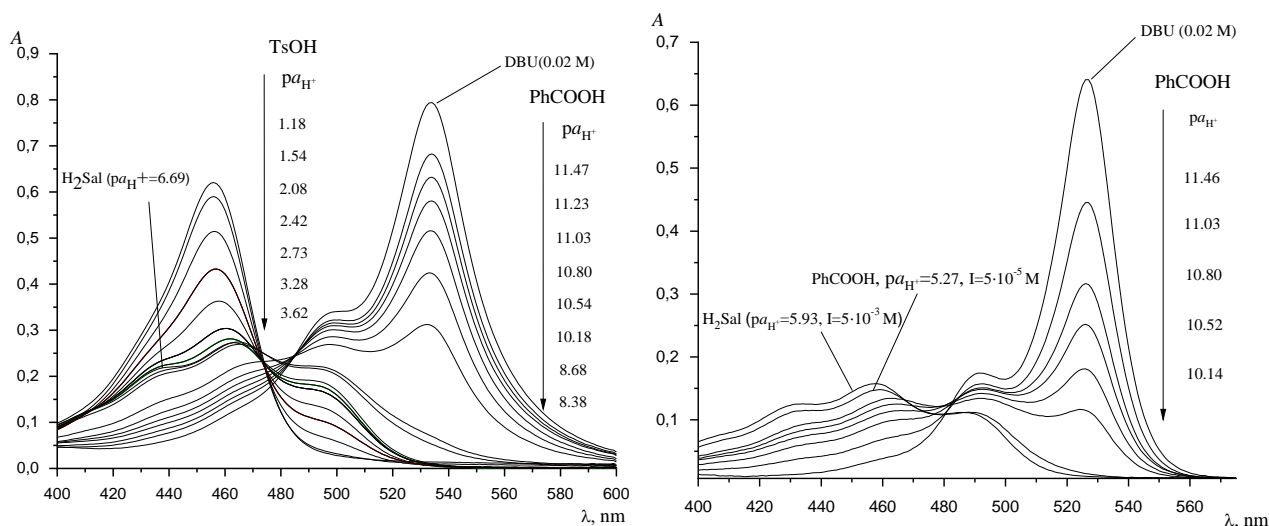 A
0,9
0,8
0,7
0,6
0,5
0,4
0,3
0,2
0,1
0,0
400 420 440 460 480 500 520 540 560 580 600
λ, nm
TsOH
paH+
1.18
1.54
2.08
2.42
2.73
3.28
3.62
H2Sal (paH+=6.69)
DBU(0.02 M)
PhCOOH
paH+
11.47
11.23
11.03
10.80
10.54
10.18
8.68
8.38
A
0,7
0,6
0,5
0,4
0,3
0,2
0,1
400 420 440 460 480 500 520 540 560
λ, nm
DBU (0.02 M)
PhCOOH
paH+
11.46
11.03
10.80
10.52
10.14
PhCOOH, paH+=5.27, I=5·10-5 M
H2Sal (paH+=5.93, I=5·10-3 M)